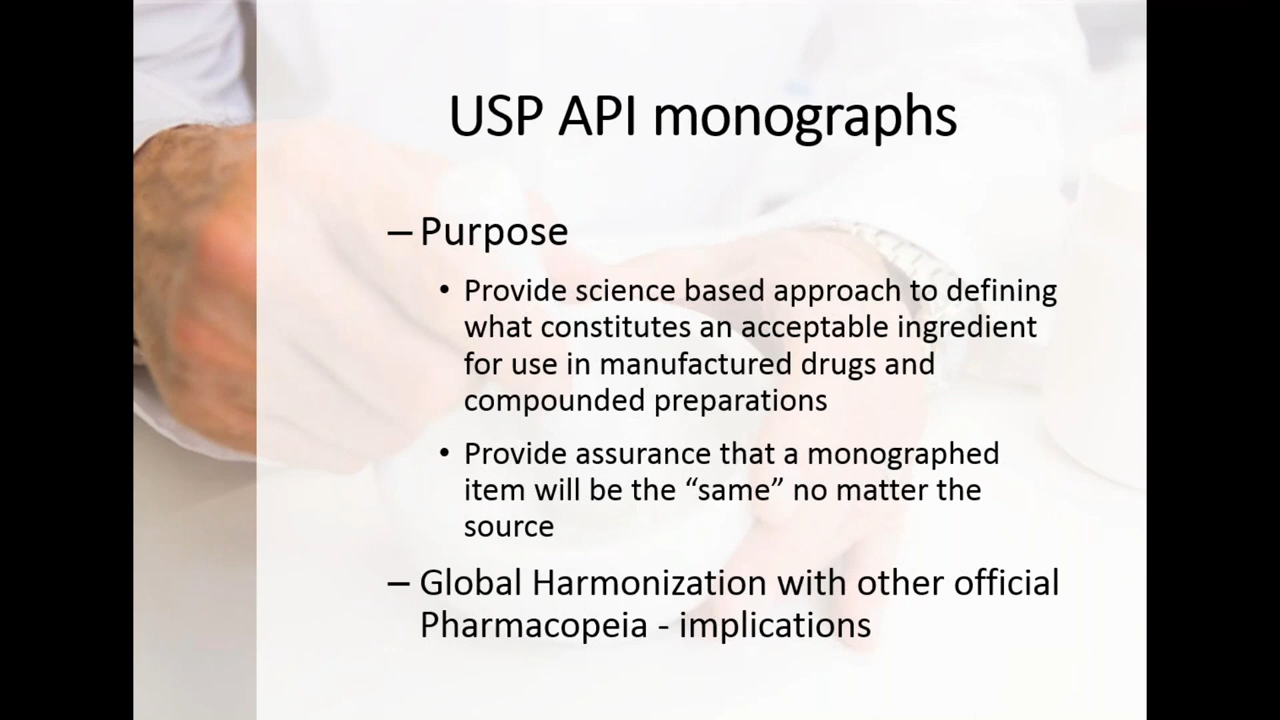 USP API monographs
– Purpose
• Provide science based approach to defining
what constitutes an acceptable ingredient
for use in manufactured drugs and
compounded preparations
• Provide assurance that a monographed
item will be the “same” no matter the
source
– Global Harmonization with other official
Pharmacopeia - implications